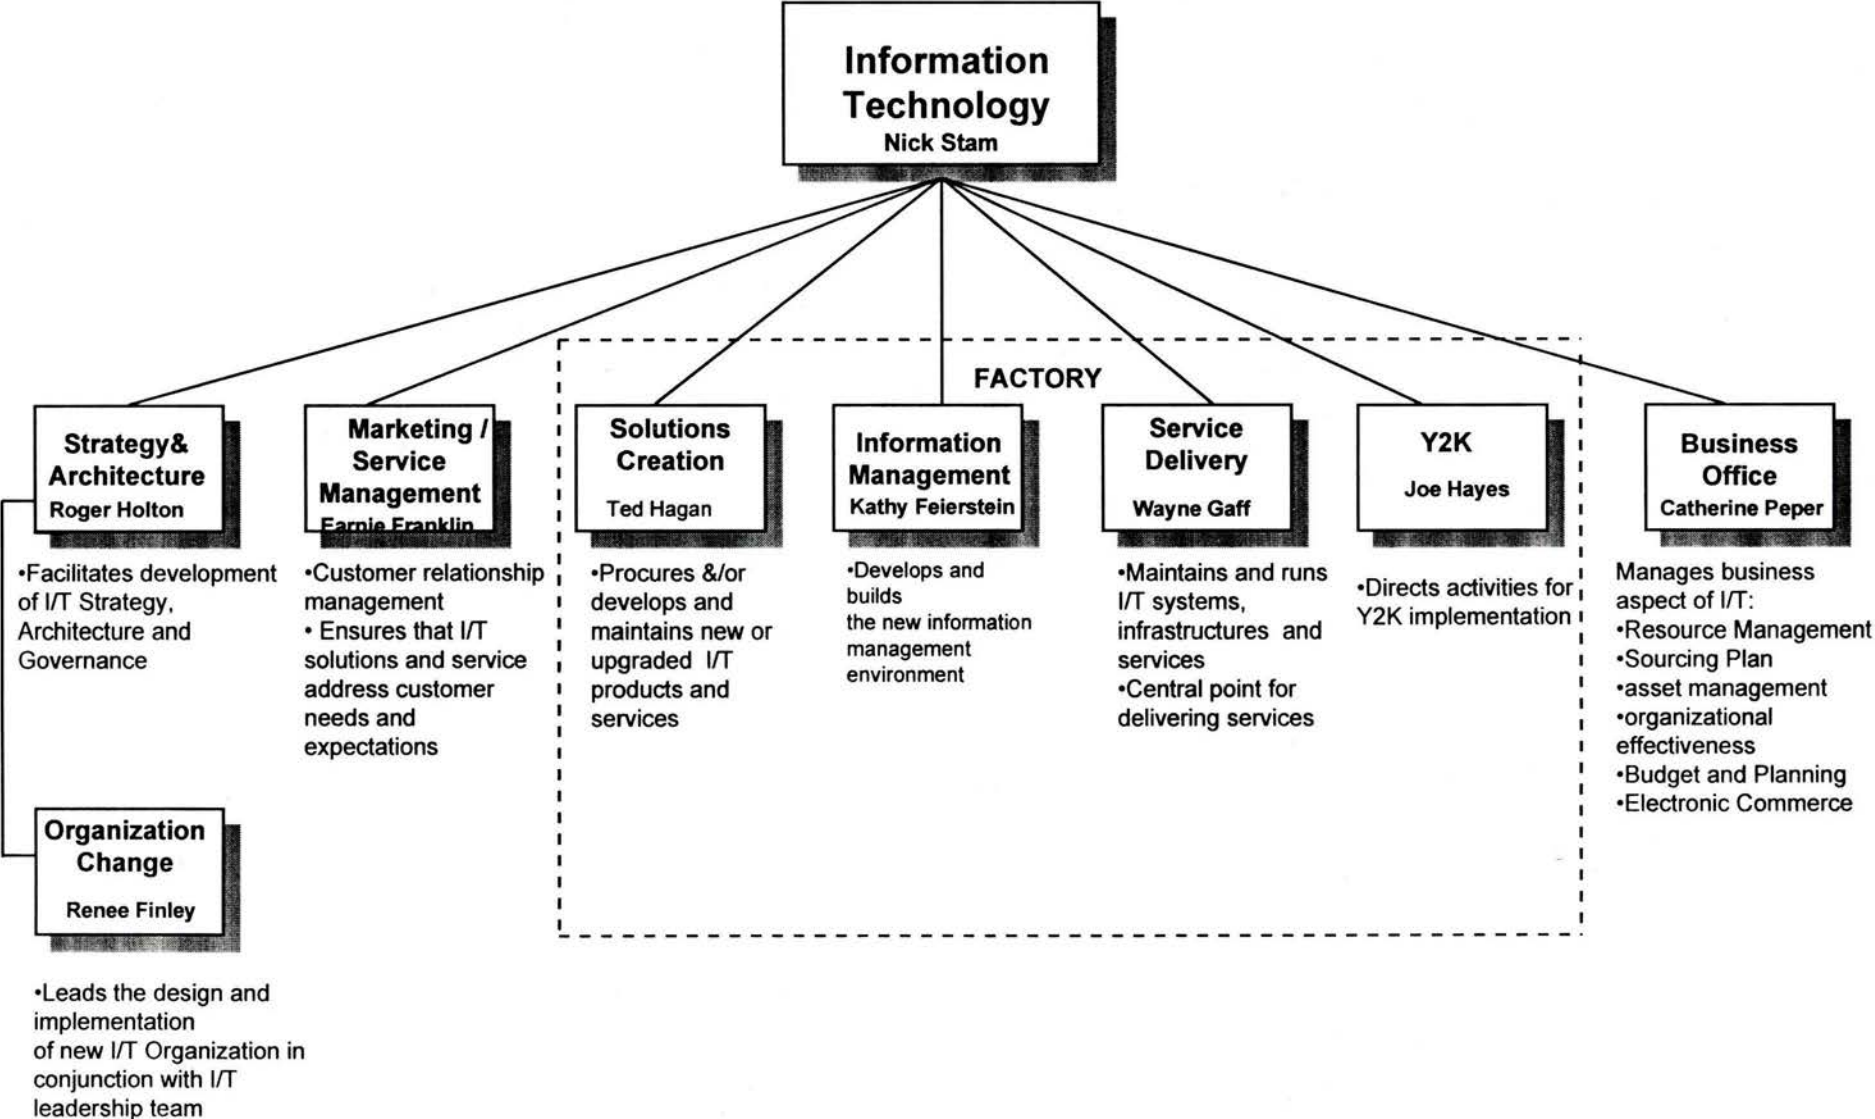 Information
Technology
Nick Stam
FACTORY
Strategy&
Architecture
Roger Holton
•Facilitates development
of I/T Strategy,
Architecture and
Governance
Organization
Change
Renee Finley
•Leads the design and
implementation
of new I/T Organization in
conjunction with I/T
leadership team
Marketing /
Service
Management
Earnie Franklin
•Customer relationship
management
• Ensures that I/T
solutions and service
address customer
needs and
expectations
Solutions
Creation
Ted Hagan
•Procures &/or
develops and
maintains new or
upgraded I/T
products and
services
Information
Management
Kathy Feierstein
•Develops and
builds
the new information
management
environment
Service
Delivery
Wayne Gaff
•Maintains and runs
I/T systems,
infrastructures and
services
•Central point for
delivering services
Y2K
Joe Hayes
•Directs activities for
Y2K implementation
Business
Office
Catherine Peper
Manages business
aspect of I/T:
•Resource Management
•Sourcing Plan
•asset management
•organizational
effectiveness
•Budget and Planning
•Electronic Commerce